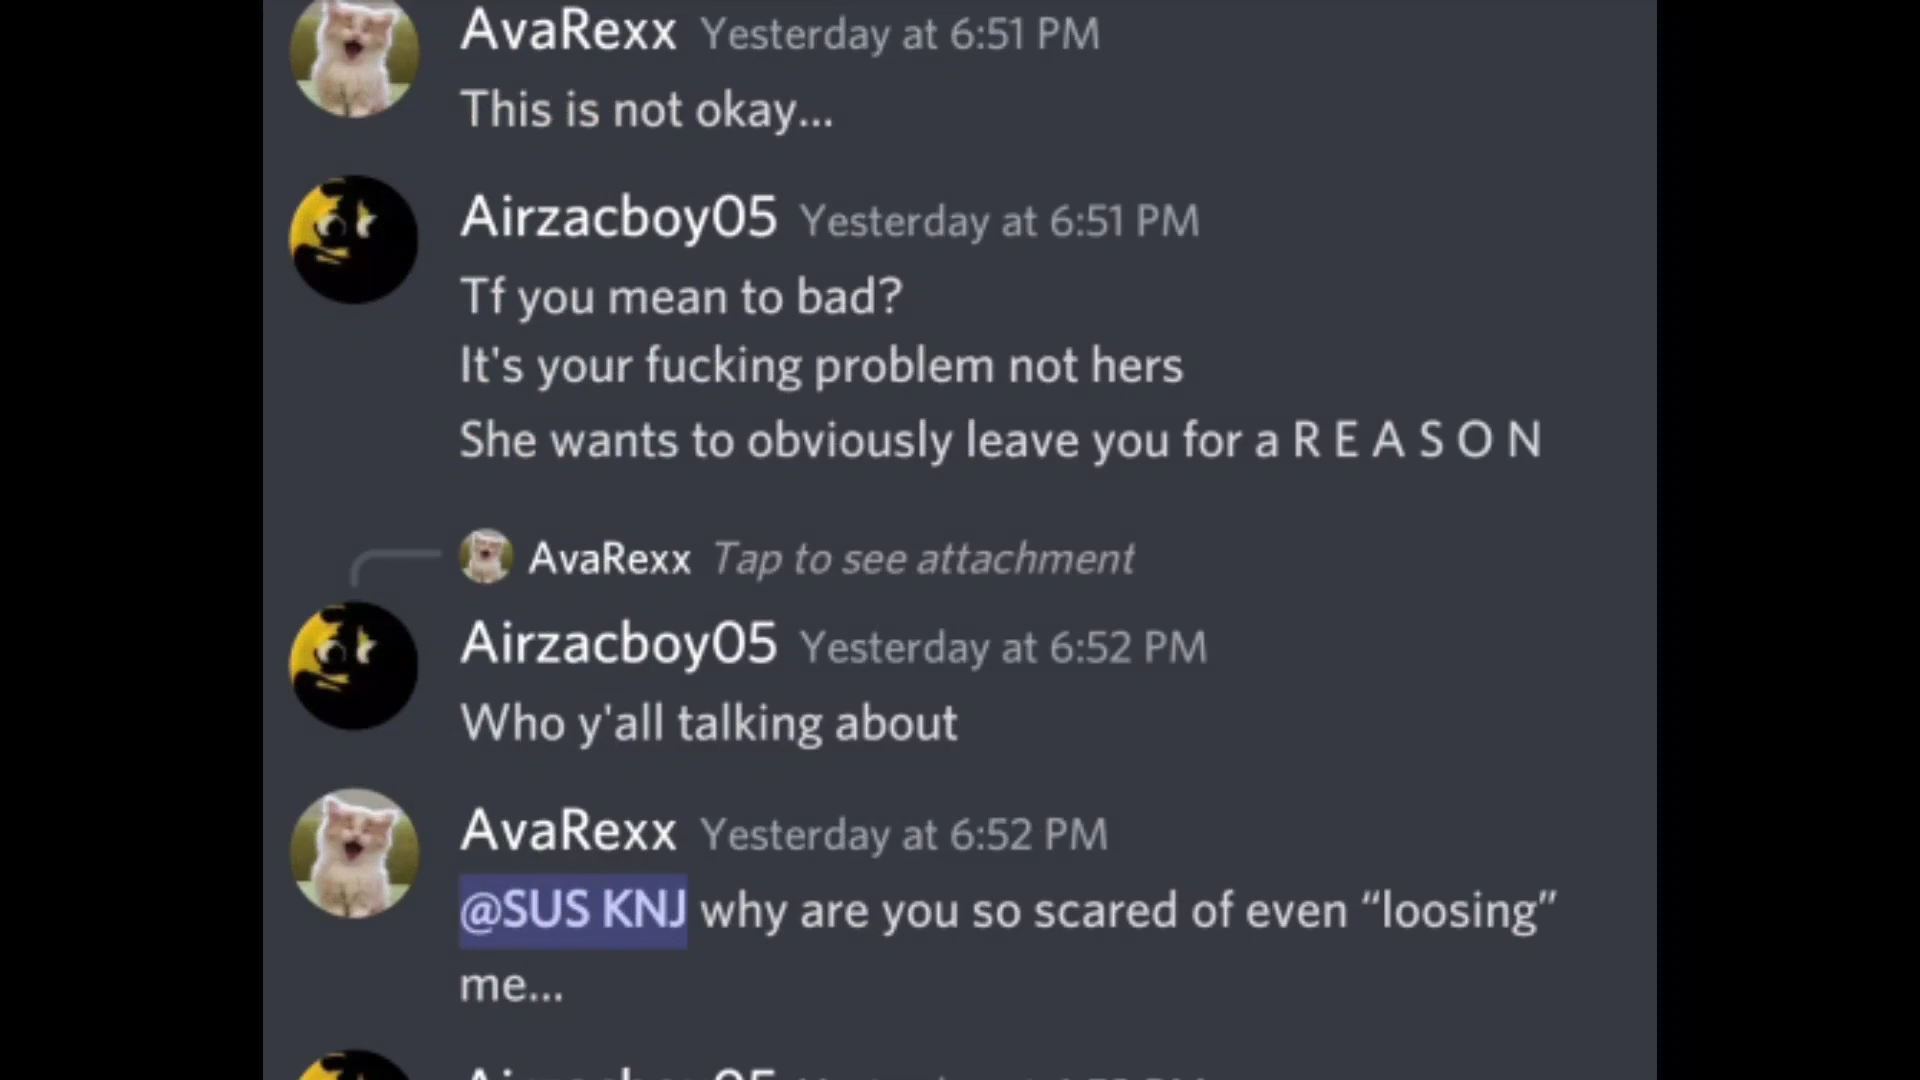 AvaRexx Yesterday at 6:51 PM
This is not okay...
Airzacboy05 Yesterday at 6:51 PM
Tf you mean to bad?
It's your fucking problem not hers
She wants to obviously leave you for a R E A S O N
AvaRexx Tap to see attachment
Airzacboy05 Yesterday at 6:52 PM
Who y'all talking about
AvaRexx Yesterday at 6:52 PM
@SUS KNJ why are you so scared of even “loosing”
me...